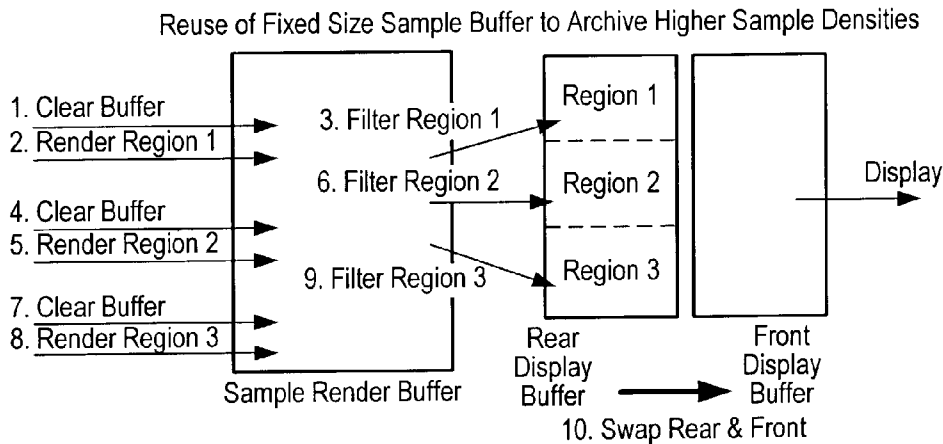 Reuse of Fixed Size Sample Buffer to Archive Higher Sample Densities
1. Clear Buffer
2. Render Region 1
3. Filter Region 1
4. Clear Buffer
5. Render Region 2
6. Filter Region 2
7. Clear Buffer
8. Render Region 3
9. Filter Region 3
Region 1
Region 2
Region 3
Display
Sample Render Buffer
Rear
Display
Buffer
Front
Display
Buffer
10. Swap Rear & Front